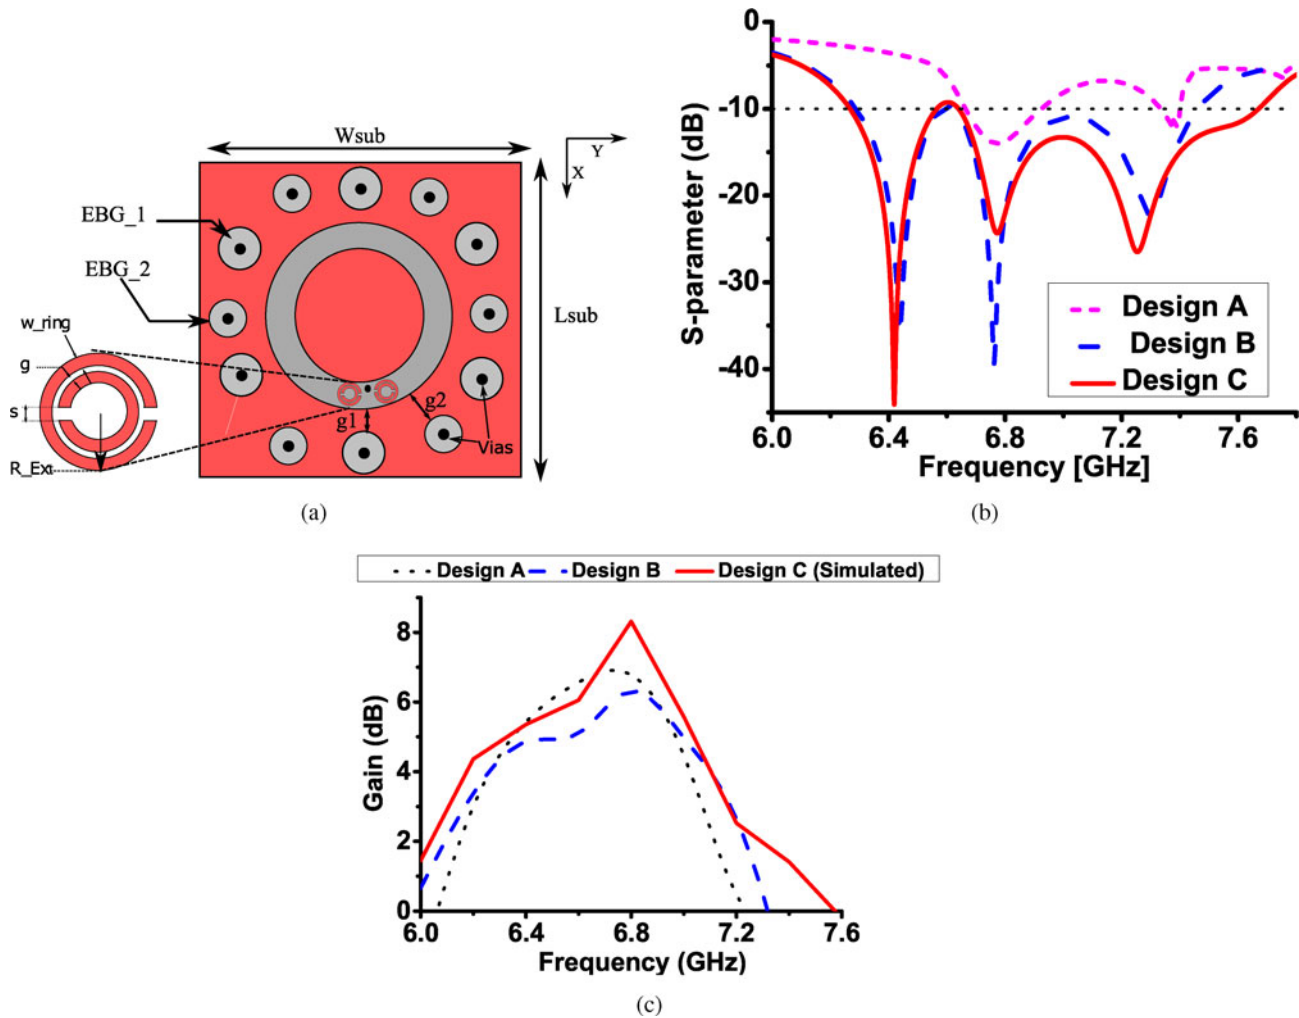 Wsub
Y
X
EBG_1
EBG_2
Lsub
w_ring
g
s
R_Ext
g1
g2
Vias
(a)
S-parameter (dB)
0
-10
-20
-30
-40
6.0 6.4 6.8 7.2 7.6
Frequency [GHz]
Design A
Design B
Design C
(b)
Design A Design B Design C (Simulated)
Gain (dB)
8
6
4
2
0
6.0 6.4 6.8 7.2 7.6
Frequency (GHz)
(c)